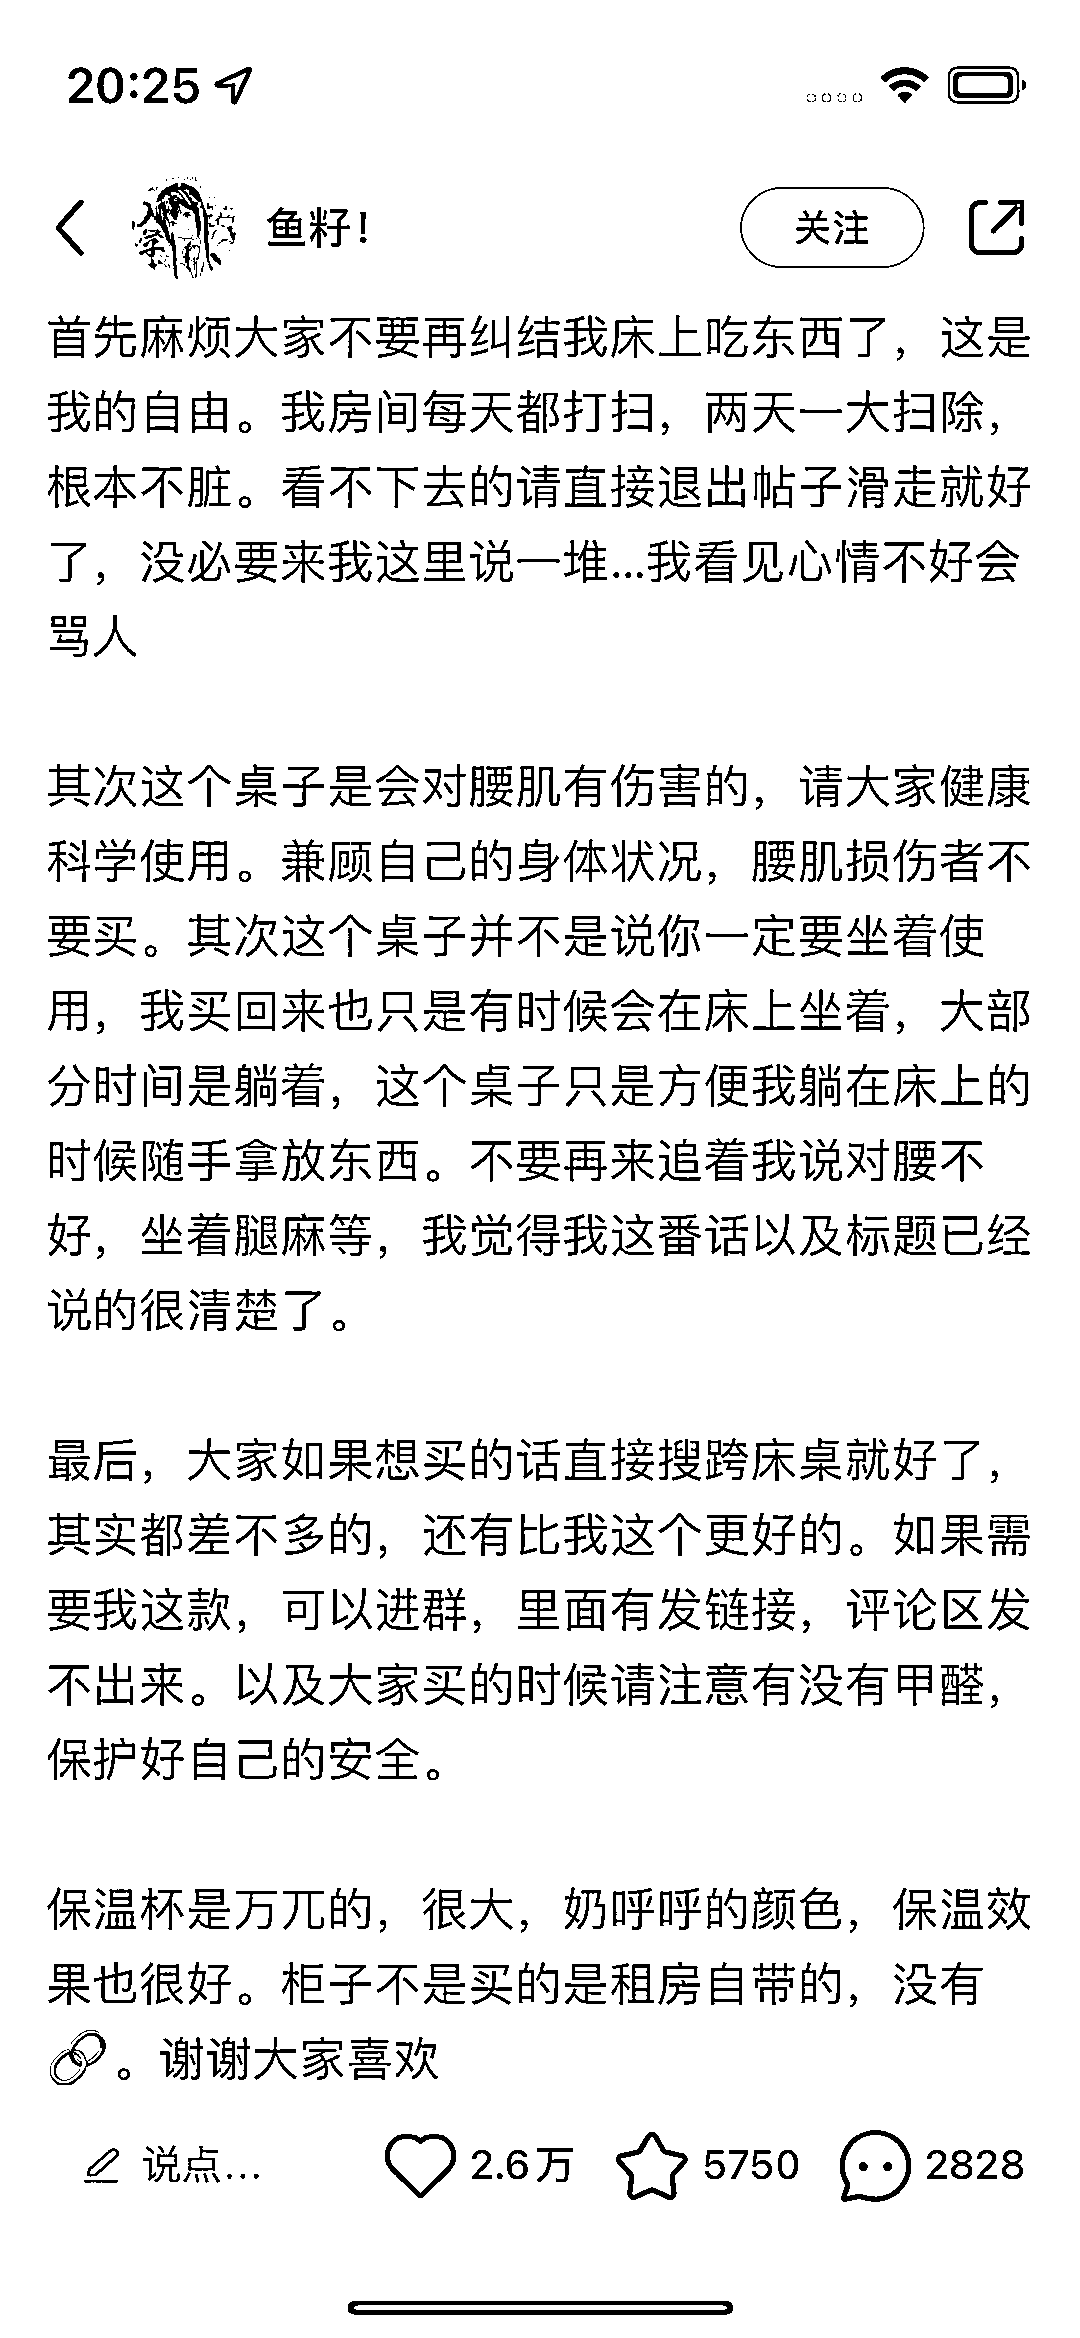 20:25
鱼籽！
关注
首先麻烦大家不要再纠结我床上吃东西了，这是
我的自由。我房间每天都打扫，两天一大扫除，
根本不脏。看不下去的请直接退出帖子滑走就好
了，没必要来我这里说一堆...我看见心情不好会
骂人
其次这个桌子是会对腰肌有伤害的，请大家健康
科学使用。兼顾自己的身体状况，腰肌损伤者不
要买。其次这个桌子并不是说你一定要坐着使
用，我买回来也只是有时候会在床上坐着，大部
分时间是躺着，这个桌子只是方便我躺在床上的
时候随手拿放东西。不要再来追着我说对腰不
好，坐着腿麻等，我觉得我这番话以及标题已经
说的很清楚了。
最后，大家如果想买的话直接搜跨床桌就好了，
其实都差不多的，还有比我这个更好的。如果需
要我这款，可以进群，里面有发链接，评论区发
不出来。以及大家买的时候请注意有没有甲醛，
保护好自己的安全。
保温杯是万兀的，很大，奶呼呼的颜色，保温效
果也很好。柜子不是买的是租房自带的，没有
🔗。谢谢大家喜欢
说点...
2.6万
5750
2828